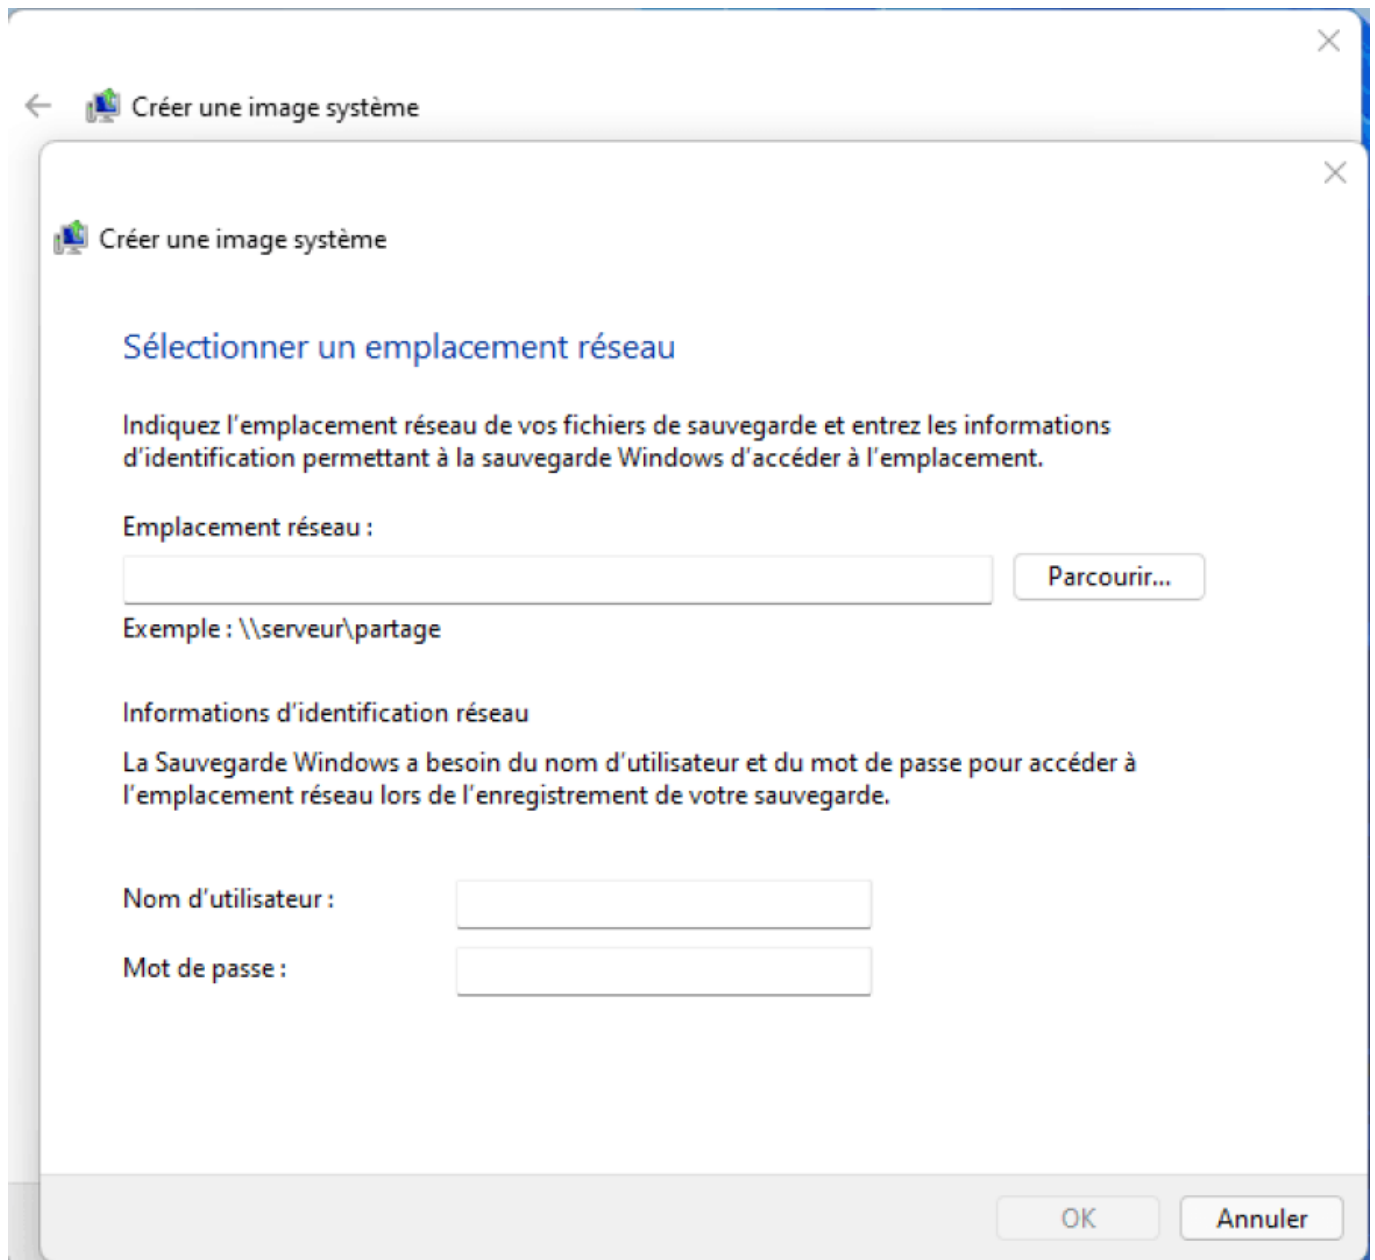 Créer une image système
Créer une image système
Sélectionner un emplacement réseau
Indiquez l'emplacement réseau de vos fichiers de sauvegarde et entrez les informations
d'identification permettant à la sauvegarde Windows d'accéder à l'emplacement.
Emplacement réseau :
Parcourir...
Exemple : \\serveur\partage
Informations d'identification réseau
La Sauvegarde Windows a besoin du nom d'utilisateur et du mot de passe pour accéder à
l'emplacement réseau lors de l'enregistrement de votre sauvegarde.
Nom d'utilisateur :
Mot de passe :
OK
Annuler